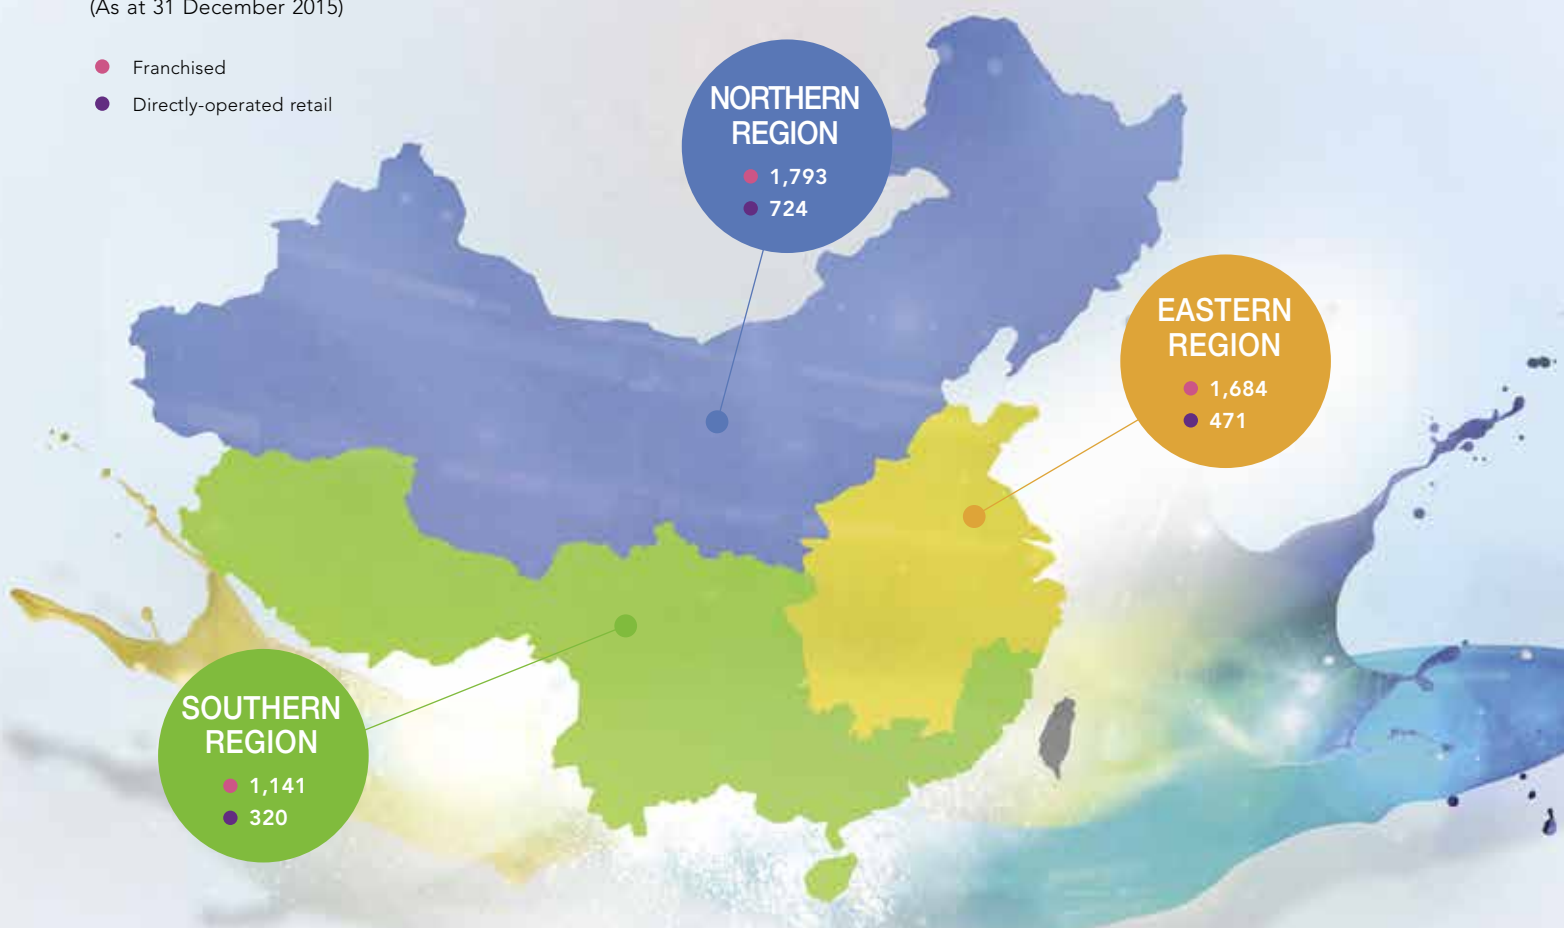 (As at 31 December 2015)
Franchised
Directly-operated retail
NORTHERN
REGION
1,793
724
EASTERN
REGION
1,684
471
SOUTHERN
REGION
1,141
320